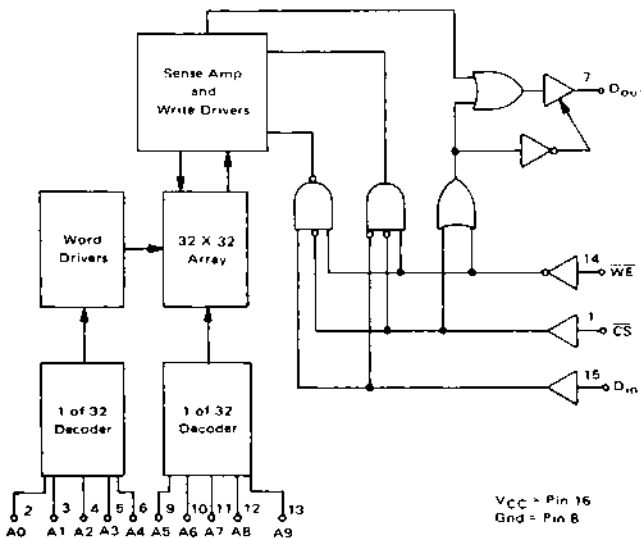 Sense Amp
and
Write Drivers
7
Dout
Word
Drivers
32 X 32
Array
14
WE
1
CS
15
Din
1 of 32
Decoder
1 of 32
Decoder
2 3 4 5 6 9 10 11 12 13
A0 A1 A2 A3 A4 A5 A6 A7 A8 A9
VCC = Pin 16
Gnd = Pin 8